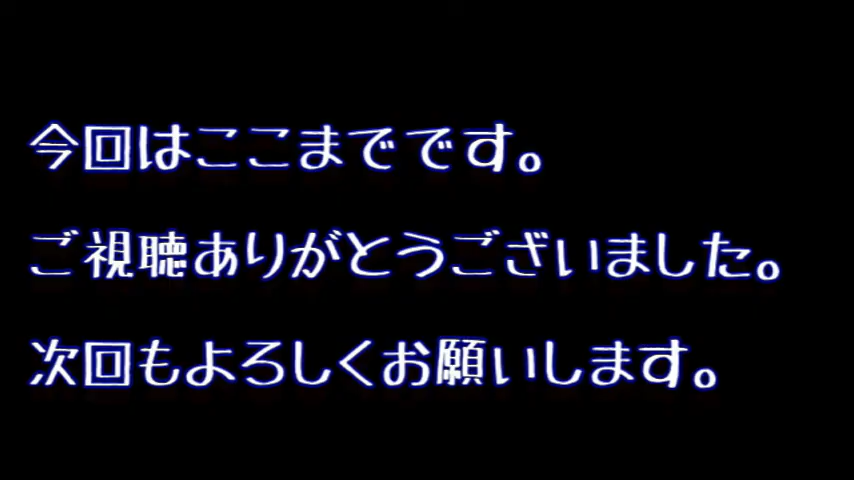 今回はここまでです。
ご視聴ありがとうございました。
次回もよろしくお願いします。